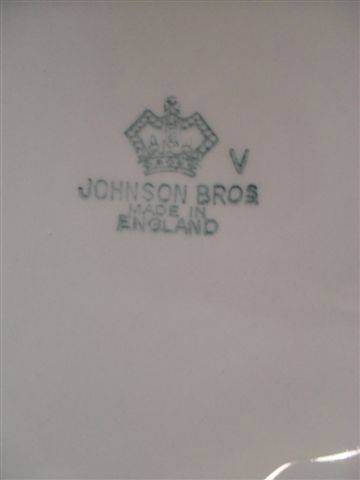 V
JOHNSON BROS
MADE IN
ENGLAND